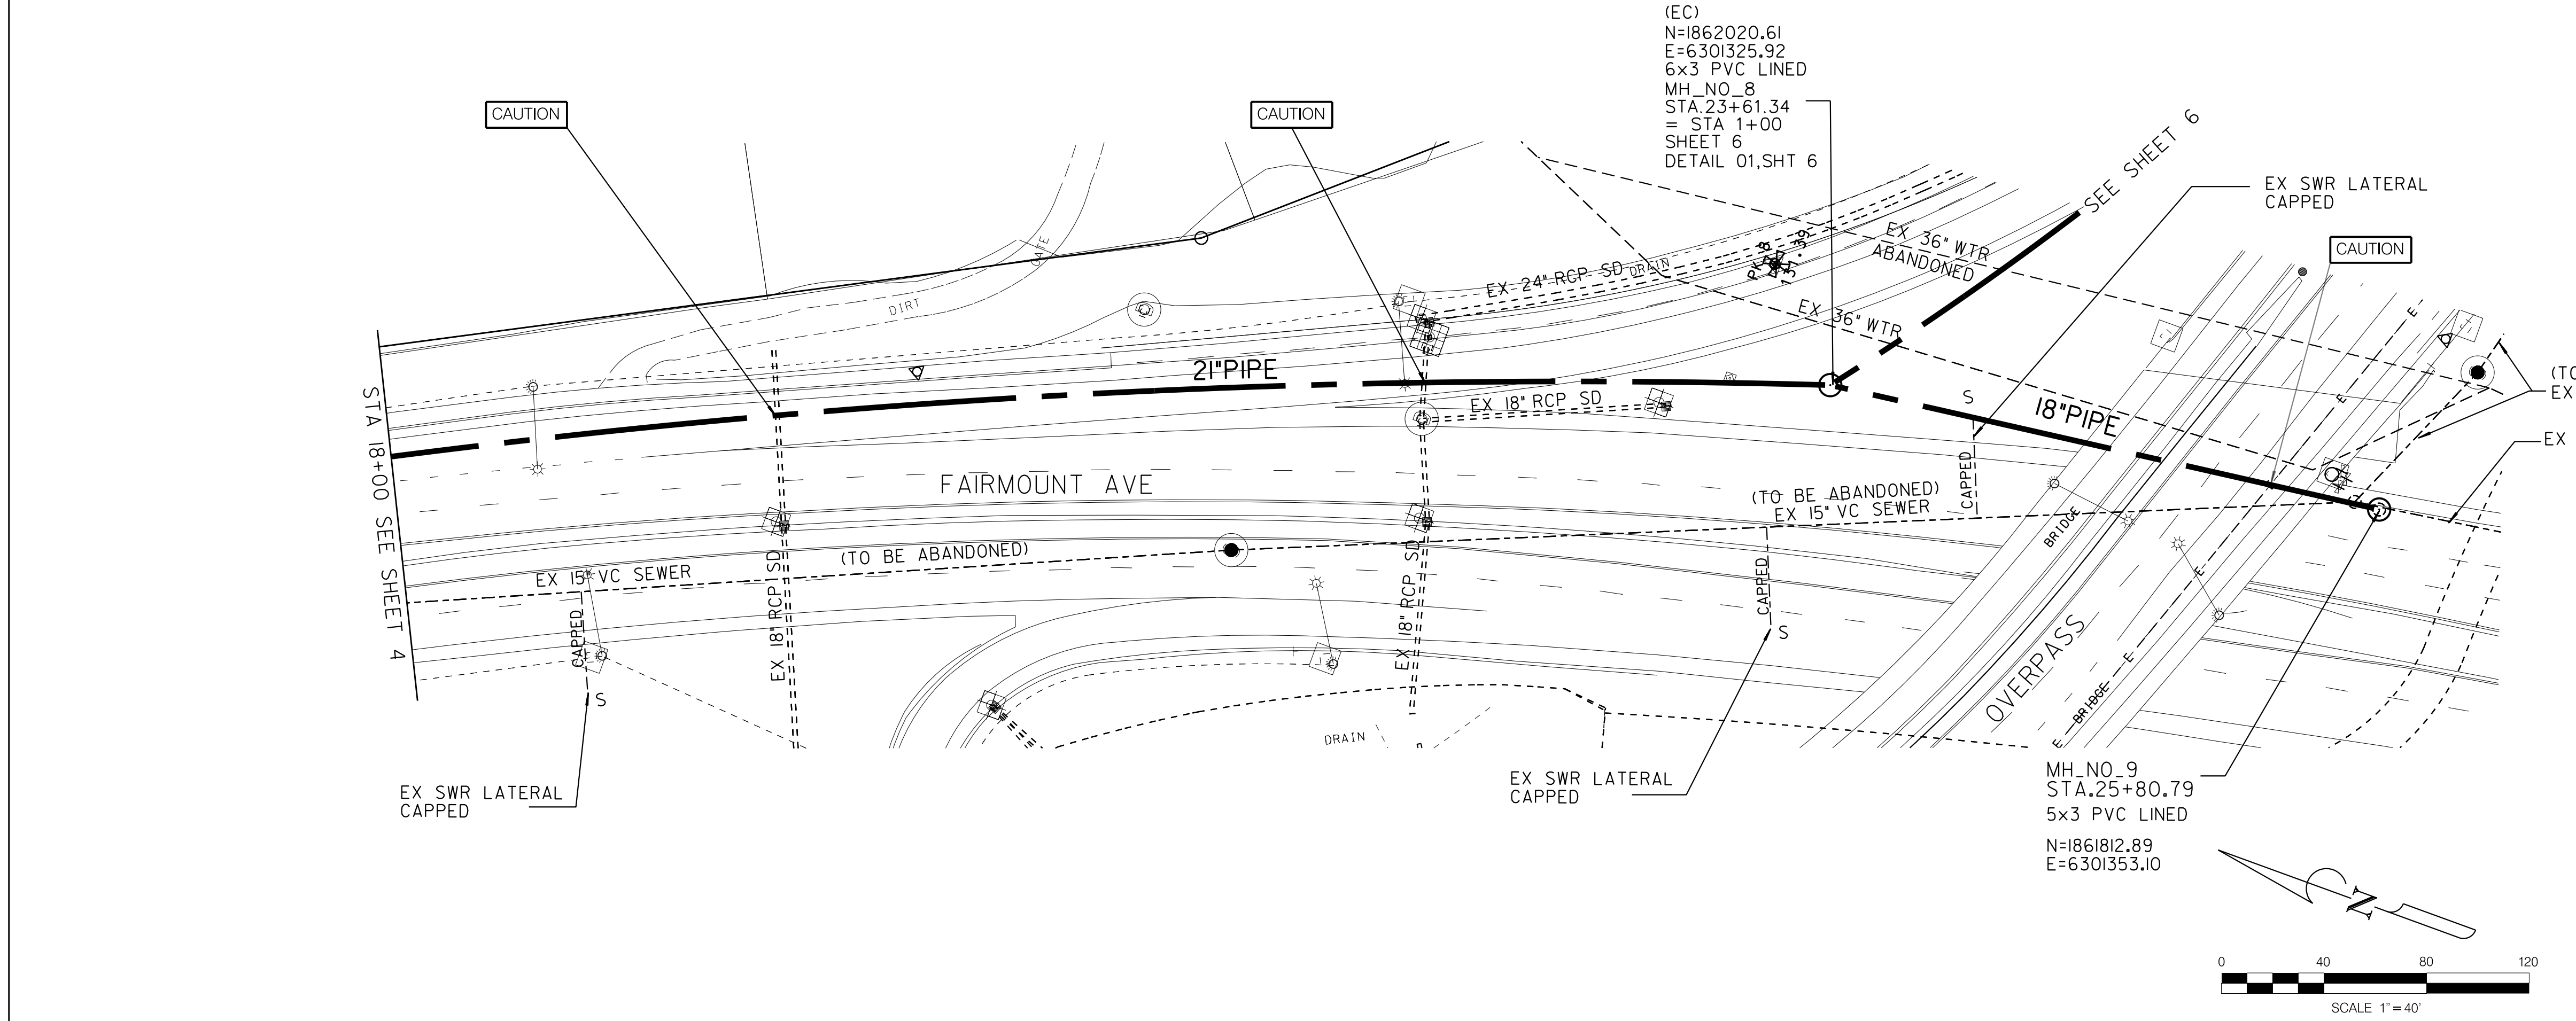 (EC)
N=1862020.61
E=6301325.92
6x3 PVC LINED
MH_NO_8
STA.23+61.34
= STA 1+00
SHEET 6
DETAIL 01,SHT 6
CAUTION
CAUTION
SEE SHEET 6
EX SWR LATERAL
CAPPED
CAUTION
GATE
DIRT
EX 24" RCP SD
DRAIN
PK 8
137.39
EX 36" WTR
ABANDONED
EX 36" WTR
21"PIPE
EX 18" RCP SD
S
18"PIPE
E
E
E
E
E
(TO
EX
EX
STA 18+00 SEE SHEET 4
FAIRMOUNT AVE
(TO BE ABANDONED)
EX 15" VC SEWER
CAPPED
BRIDGE
EX 15" VC SEWER
(TO BE ABANDONED)
EX 18" RCP SD
EX 18" RCP SD
CAPPED
CAPPED
S
S
OVERPASS
BRIDGE
DRAIN
EX SWR LATERAL
CAPPED
EX SWR LATERAL
CAPPED
MH_NO_9
STA.25+80.79
5x3 PVC LINED
N=1861812.89
E=6301353.10
N
0 40 80 120
SCALE 1"=40'